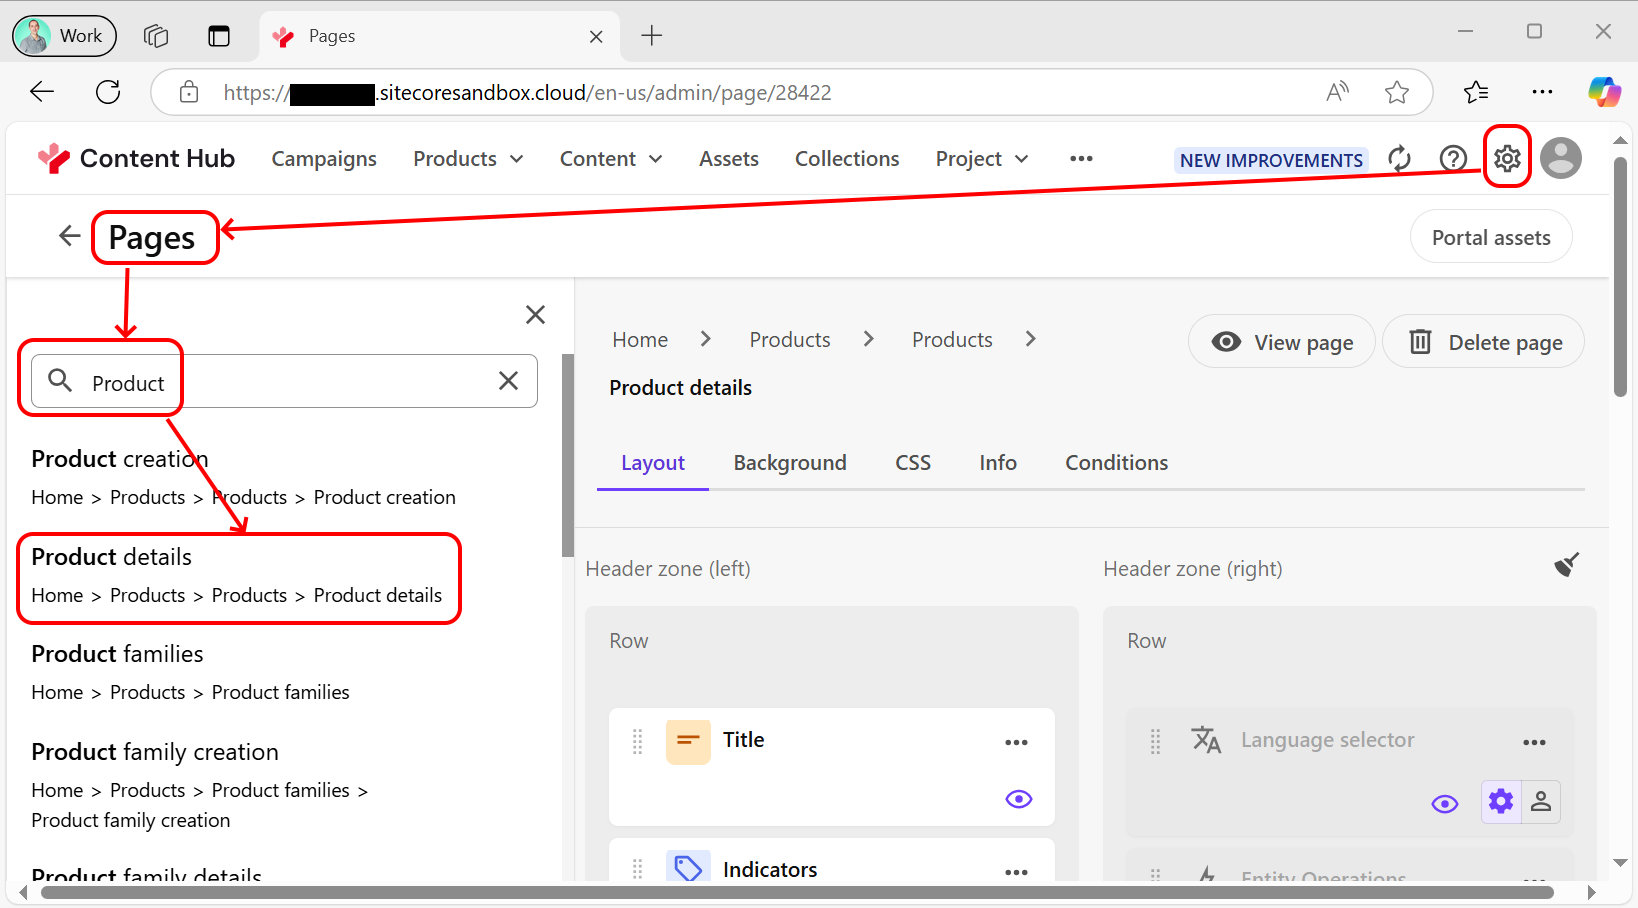 Work
Pages
https://
.sitecoresandbox.cloud/en-us/admin/page/28422
Content Hub
Campaigns
Products
Content
Assets
Collections
Project
NEW IMPROVEMENTS
Pages
Portal assets
Product
Product creation
Home > Products > Products > Product creation
Product details
Home > Products > Products > Product details
Product families
Home > Products > Product families
Product family creation
Home > Products > Product families >
Product family creation
Product family details
Home
Products
Products
View page
Delete page
Product details
Layout
Background
CSS
Info
Conditions
Header zone (left)
Header zone (right)
Row
Row
Title
Language selector
Indicators
Entity Operations